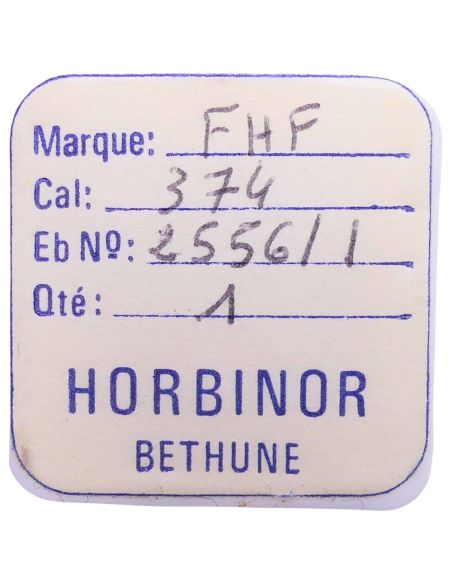 Marque: FHF
Cal: 374
Eb Nº: 2556/1
Qté: 1
HORBINOR
BETHUNE